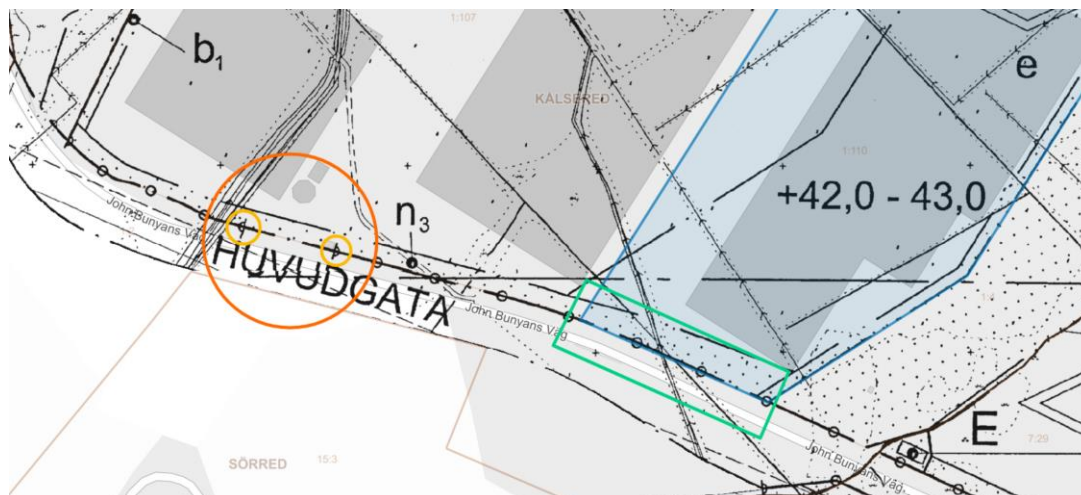 1:107
b₁
KÅLSERED
e
1:110
+42,0 - 43,0
John Bunyans Väg
n₃
HUVUDGATA
John Bunyans Väg
E
7:29
John Bunyans Väg
SÖRRED
15:3